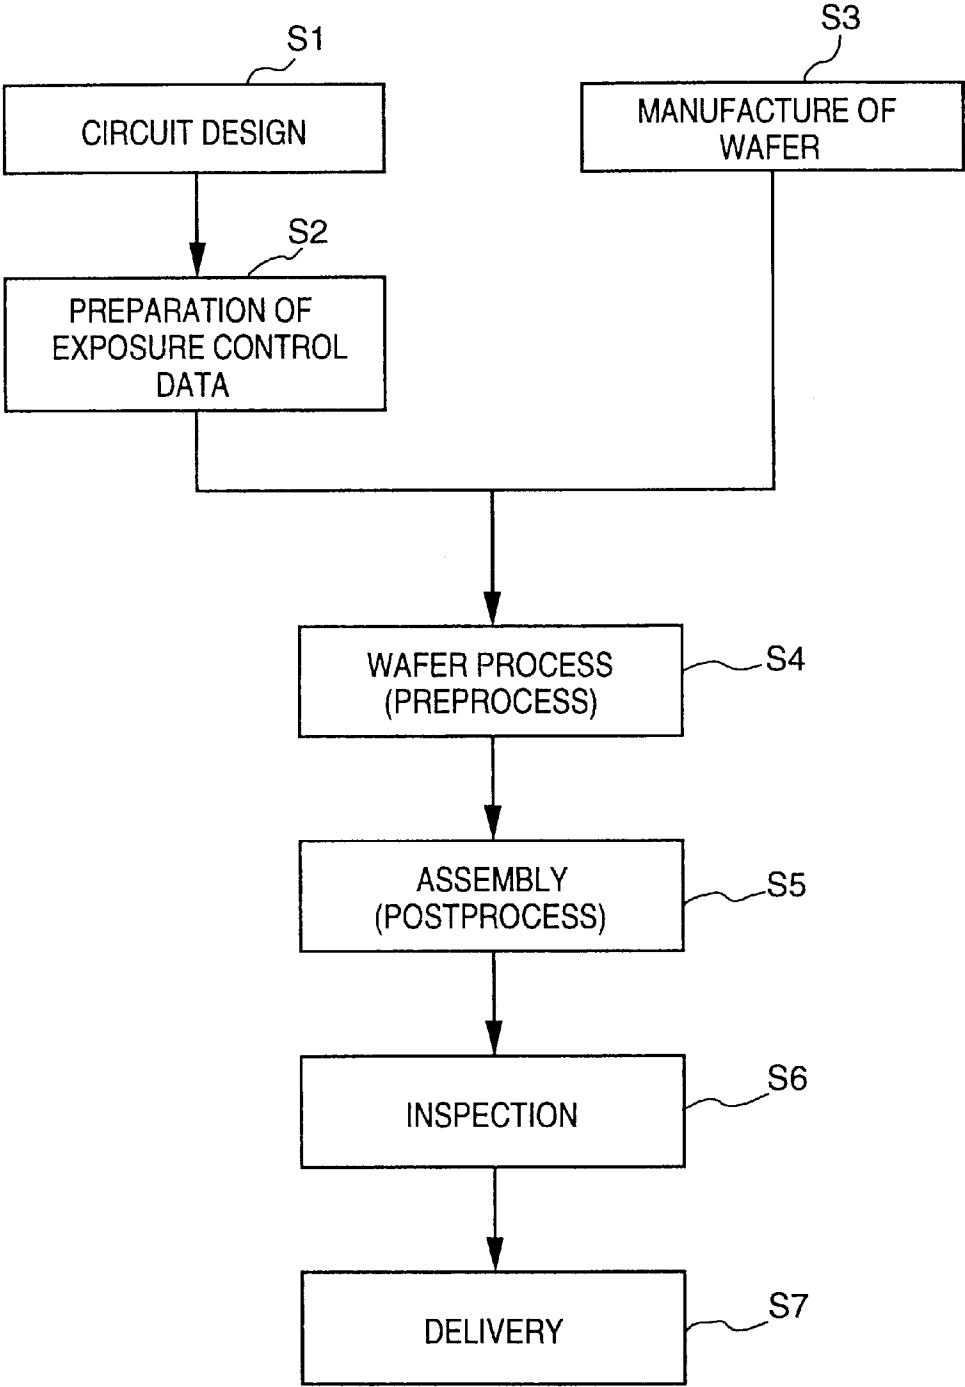 S1
CIRCUIT DESIGN
S3
MANUFACTURE OF
WAFER
S2
PREPARATION OF
EXPOSURE CONTROL
DATA
WAFER PROCESS
(PREPROCESS)
S4
ASSEMBLY
(POSTPROCESS)
S5
INSPECTION
S6
DELIVERY
S7